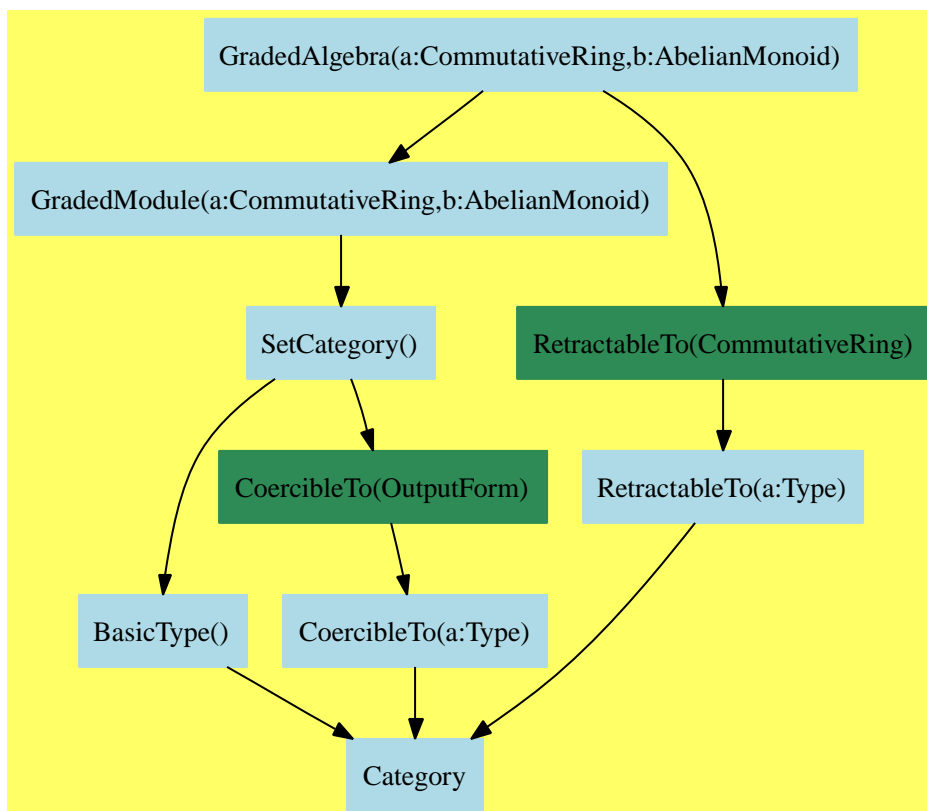 GradedAlgebra(a:CommutativeRing,b:AbelianMonoid)
GradedModule(a:CommutativeRing,b:AbelianMonoid)
SetCategory()
RetractableTo(CommutativeRing)
CoercibleTo(OutputForm)
RetractableTo(a:Type)
BasicType()
CoercibleTo(a:Type)
Category